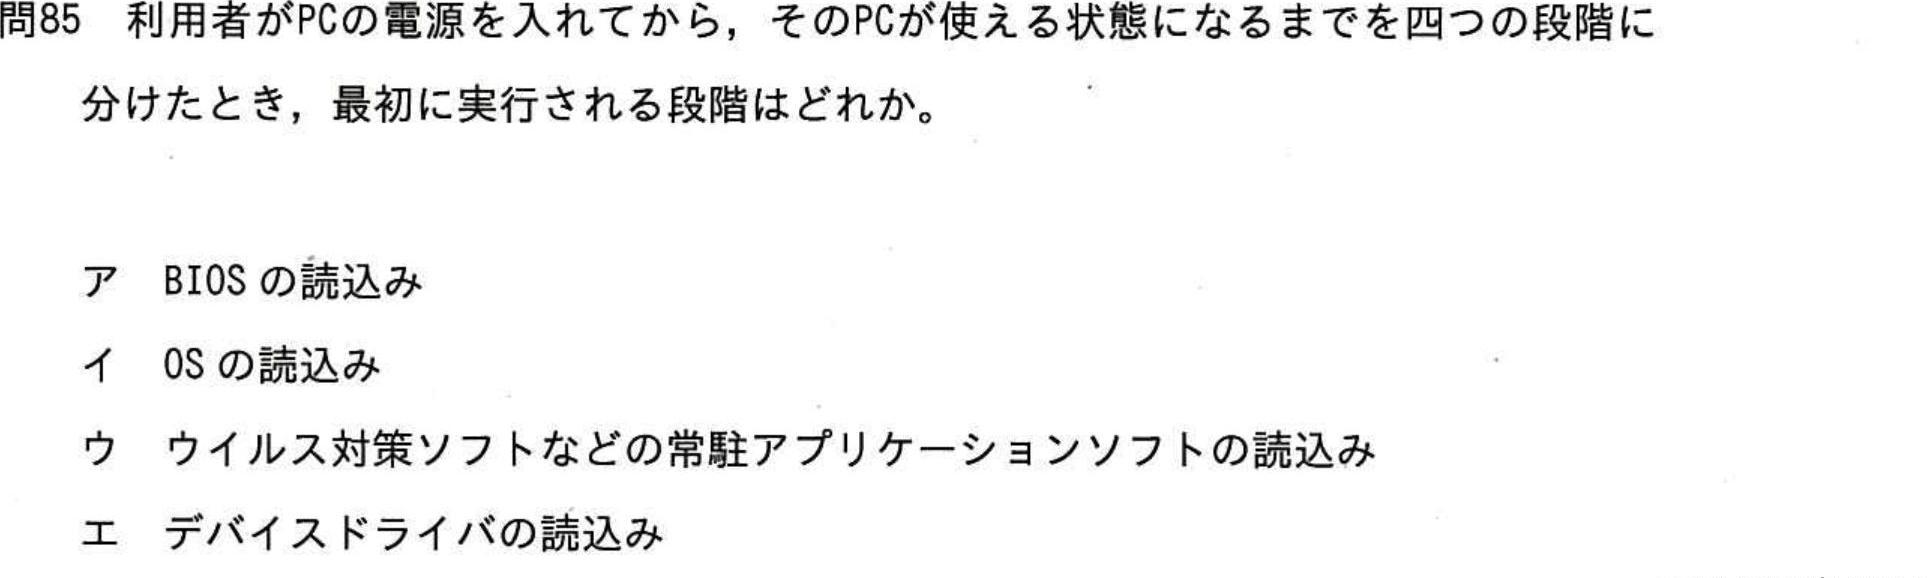 問85　利用者がPCの電源を入れてから，そのPCが使える状態になるまでを四つの段階に
分けたとき，最初に実行される段階はどれか。
ア　BIOS の読込み
イ　OS の読込み
ウ　ウイルス対策ソフトなどの常駐アプリケーションソフトの読込み
エ　デバイスドライバの読込み